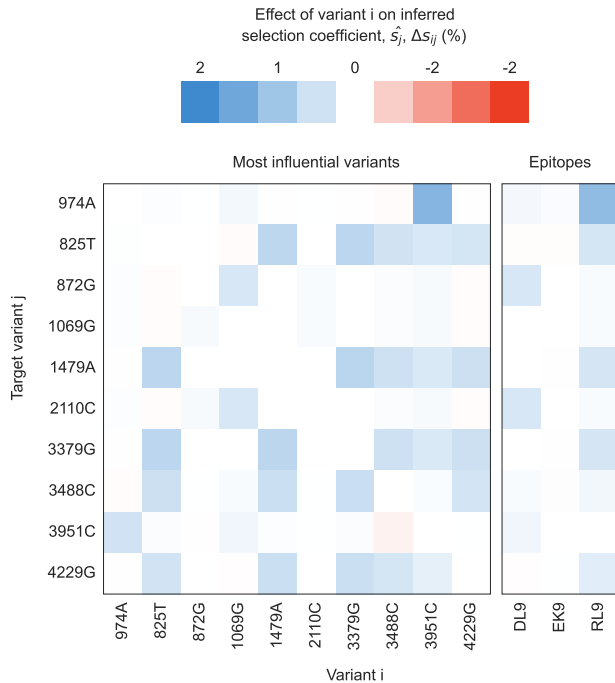 Effect of variant i on inferred
selection coefficient, ŝⱼ, Δsᵢⱼ (%)
2 1 0 -2 -2
Most influential variants Epitopes
Target variant j
974A
825T
872G
1069G
1479A
2110C
3379G
3488C
3951C
4229G
974A 825T 872G 1069G 1479A 2110C 3379G 3488C 3951C 4229G DL9 EK9 RL9
Variant i